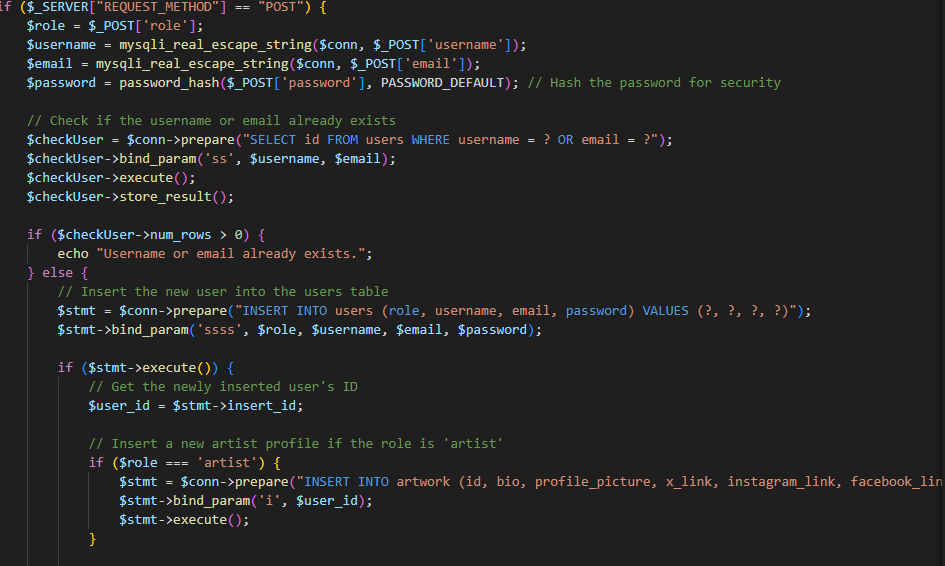 if ($_SERVER["REQUEST_METHOD"] == "POST") {
$role = $_POST['role'];
$username = mysqli_real_escape_string($conn, $_POST['username']);
$email = mysqli_real_escape_string($conn, $_POST['email']);
$password = password_hash($_POST['password'], PASSWORD_DEFAULT); // Hash the password for security
// Check if the username or email already exists
$checkUser = $conn->prepare("SELECT id FROM users WHERE username = ? OR email = ?");
$checkUser->bind_param('ss', $username, $email);
$checkUser->execute();
$checkUser->store_result();
if ($checkUser->num_rows > 0) {
echo "Username or email already exists.";
} else {
// Insert the new user into the users table
$stmt = $conn->prepare("INSERT INTO users (role, username, email, password) VALUES (?, ?, ?, ?)");
$stmt->bind_param('ssss', $role, $username, $email, $password);
if ($stmt->execute()) {
// Get the newly inserted user's ID
$user_id = $stmt->insert_id;
// Insert a new artist profile if the role is 'artist'
if ($role === 'artist') {
$stmt = $conn->prepare("INSERT INTO artwork (id, bio, profile_picture, x_link, instagram_link, facebook_lin
$stmt->bind_param('i', $user_id);
$stmt->execute();
}